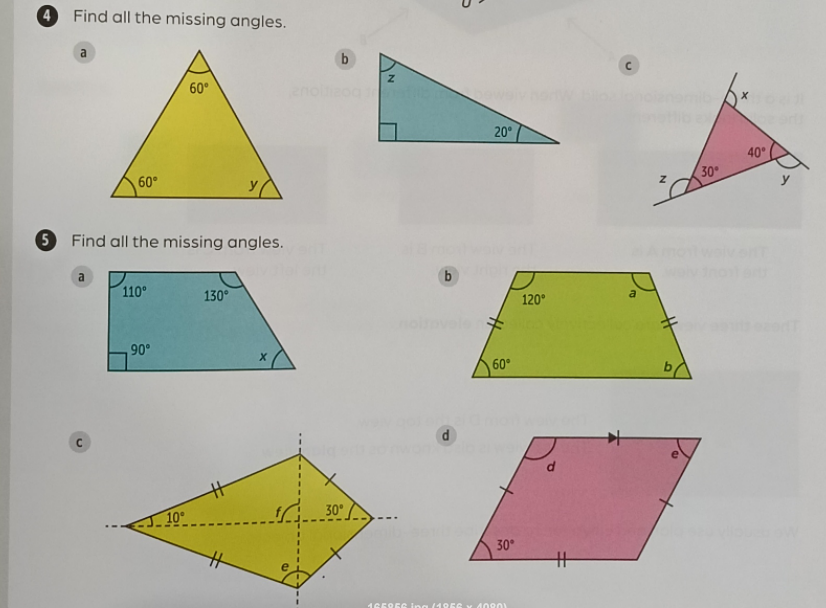 4 Find all the missing angles.
a
60°
60°
y
b
z
20°
c
x
40°
30°
z
y
5 Find all the missing angles.
a
110°
130°
90°
x
b
120°
a
60°
b
c
10°
f
30°
e
d
d
e
30°